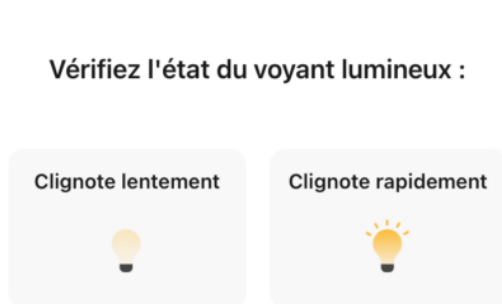 Vérifiez l'état du voyant lumineux :
Clignote lentement
Clignote rapidement